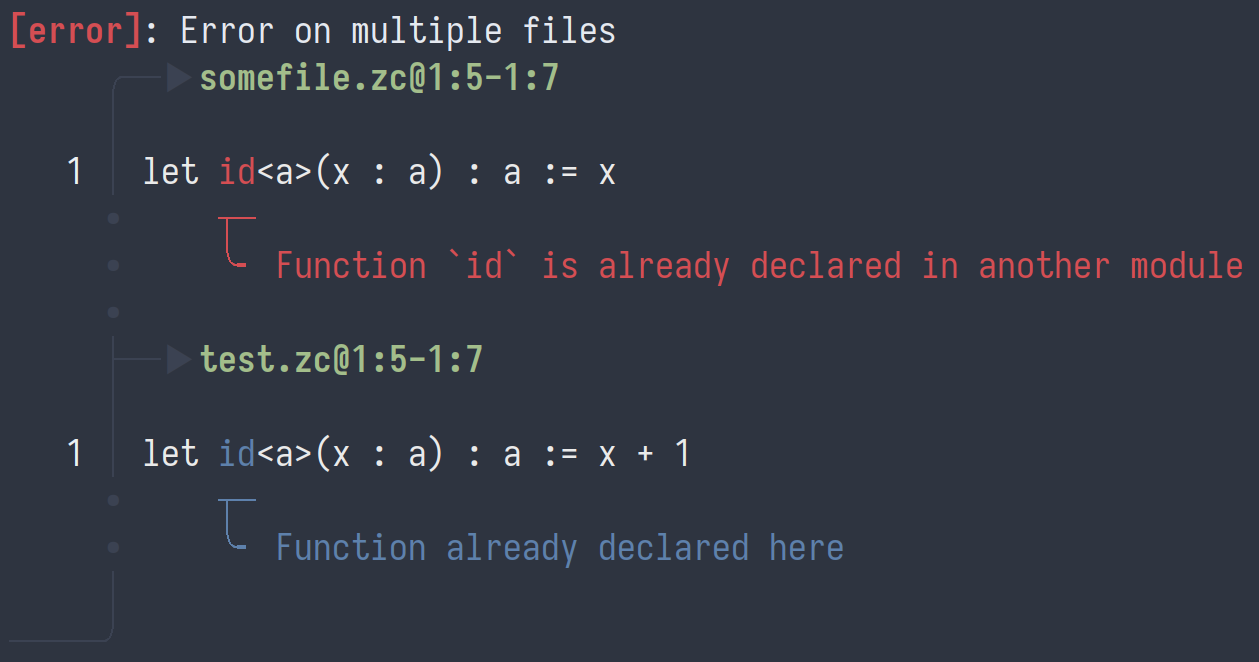 [error]: Error on multiple files
somefile.zc@1:5-1:7
1 let id<a>(x : a) : a := x
Function `id` is already declared in another module
test.zc@1:5-1:7
1 let id<a>(x : a) : a := x + 1
Function already declared here